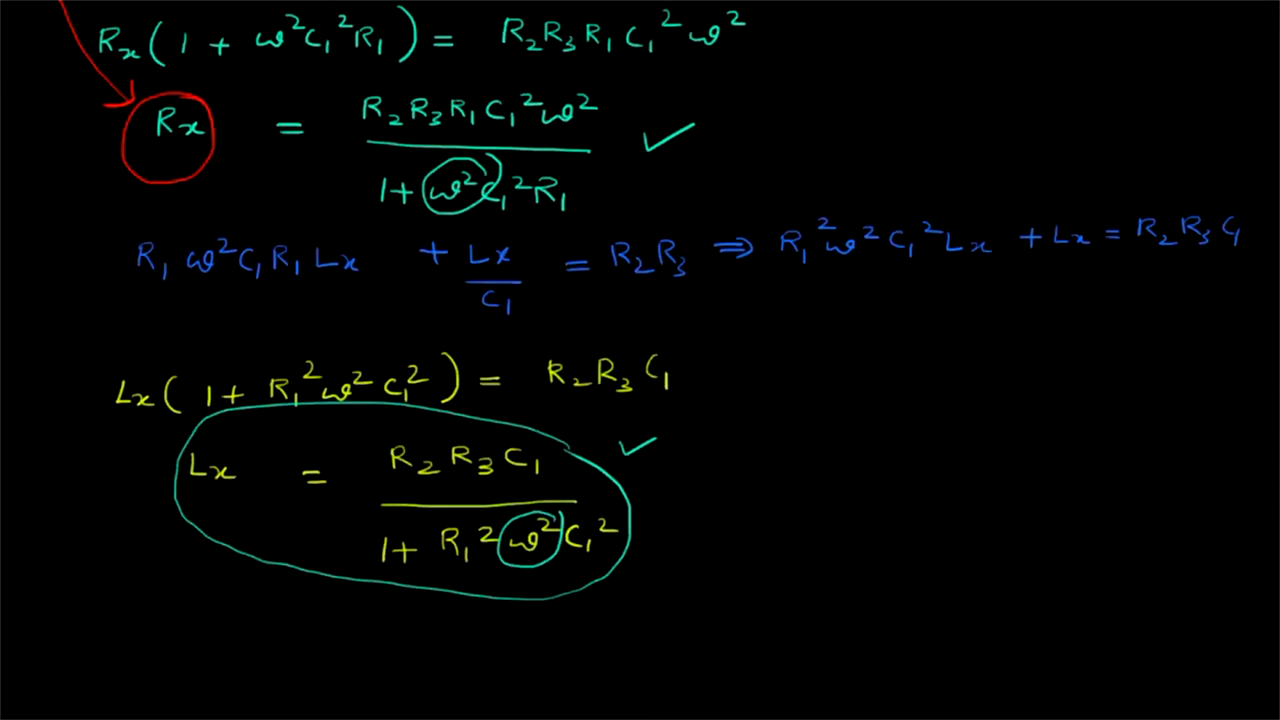 Rx(1 + ω²C₁²R₁) = R₂R₃R₁C₁²ω²
Rx = R₂R₃R₁C₁²ω² / 1+ω²C₁²R₁ ✓
R₁ω²C₁R₁Lx + Lx/C₁ = R₂R₃ ⇒ R₁²ω²C₁²Lx + Lx = R₂R₃C₁
Lx(1+ R₁²ω²C₁²) = R₂R₃C₁
Lx = R₂R₃C₁ / 1+ R₁²ω²C₁² ✓